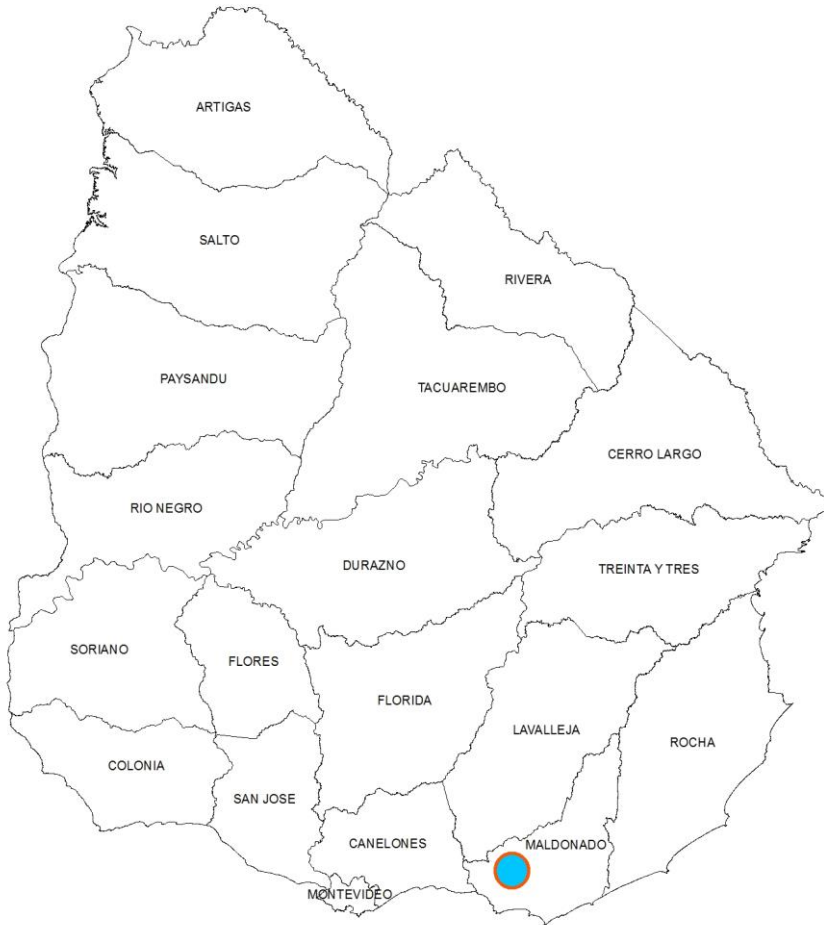 ARTIGAS
SALTO
RIVERA
PAYSANDU
TACUAREMBO
CERRO LARGO
RIO NEGRO
DURAZNO
TREINTA Y TRES
SORIANO
FLORES
FLORIDA
LAVALLEJA
ROCHA
COLONIA
SAN JOSE
CANELONES
MALDONADO
MONTEVIDEO